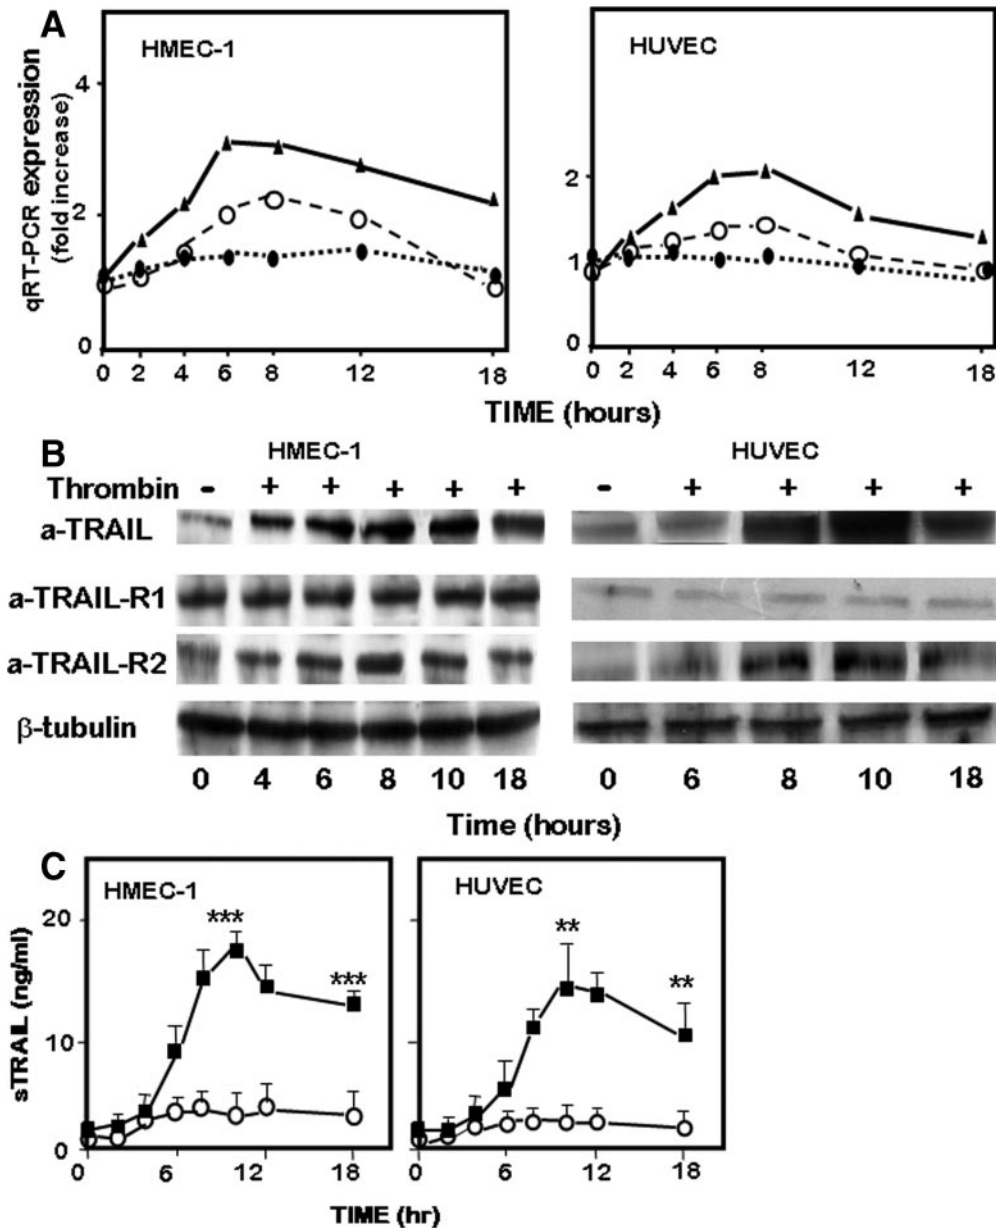 A
HMEC-1
HUVEC
qRT-PCR expression
(fold increase)
4
2
0
2
1
0
0 2 4 6 8 12 18
0 2 4 6 8 12 18
TIME (hours)
B
HMEC-1
HUVEC
Thrombin - + + + + + - + + + +
a-TRAIL
a-TRAIL-R1
a-TRAIL-R2
β-tubulin
0 4 6 8 10 18
0 6 8 10 18
Time (hours)
C
HMEC-1
HUVEC
sTRAIL (ng/ml)
20
10
0
***
***
**
**
0 6 12 18
0 6 12 18
TIME (hr)